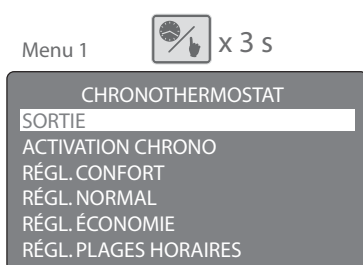 Menu 1
x 3 s
CHRONOTHERMOSTAT
SORTIE
ACTIVATION CHRONO
RÉGL. CONFORT
RÉGL. NORMAL
RÉGL. ÉCONOMIE
RÉGL. PLAGES HORAIRES